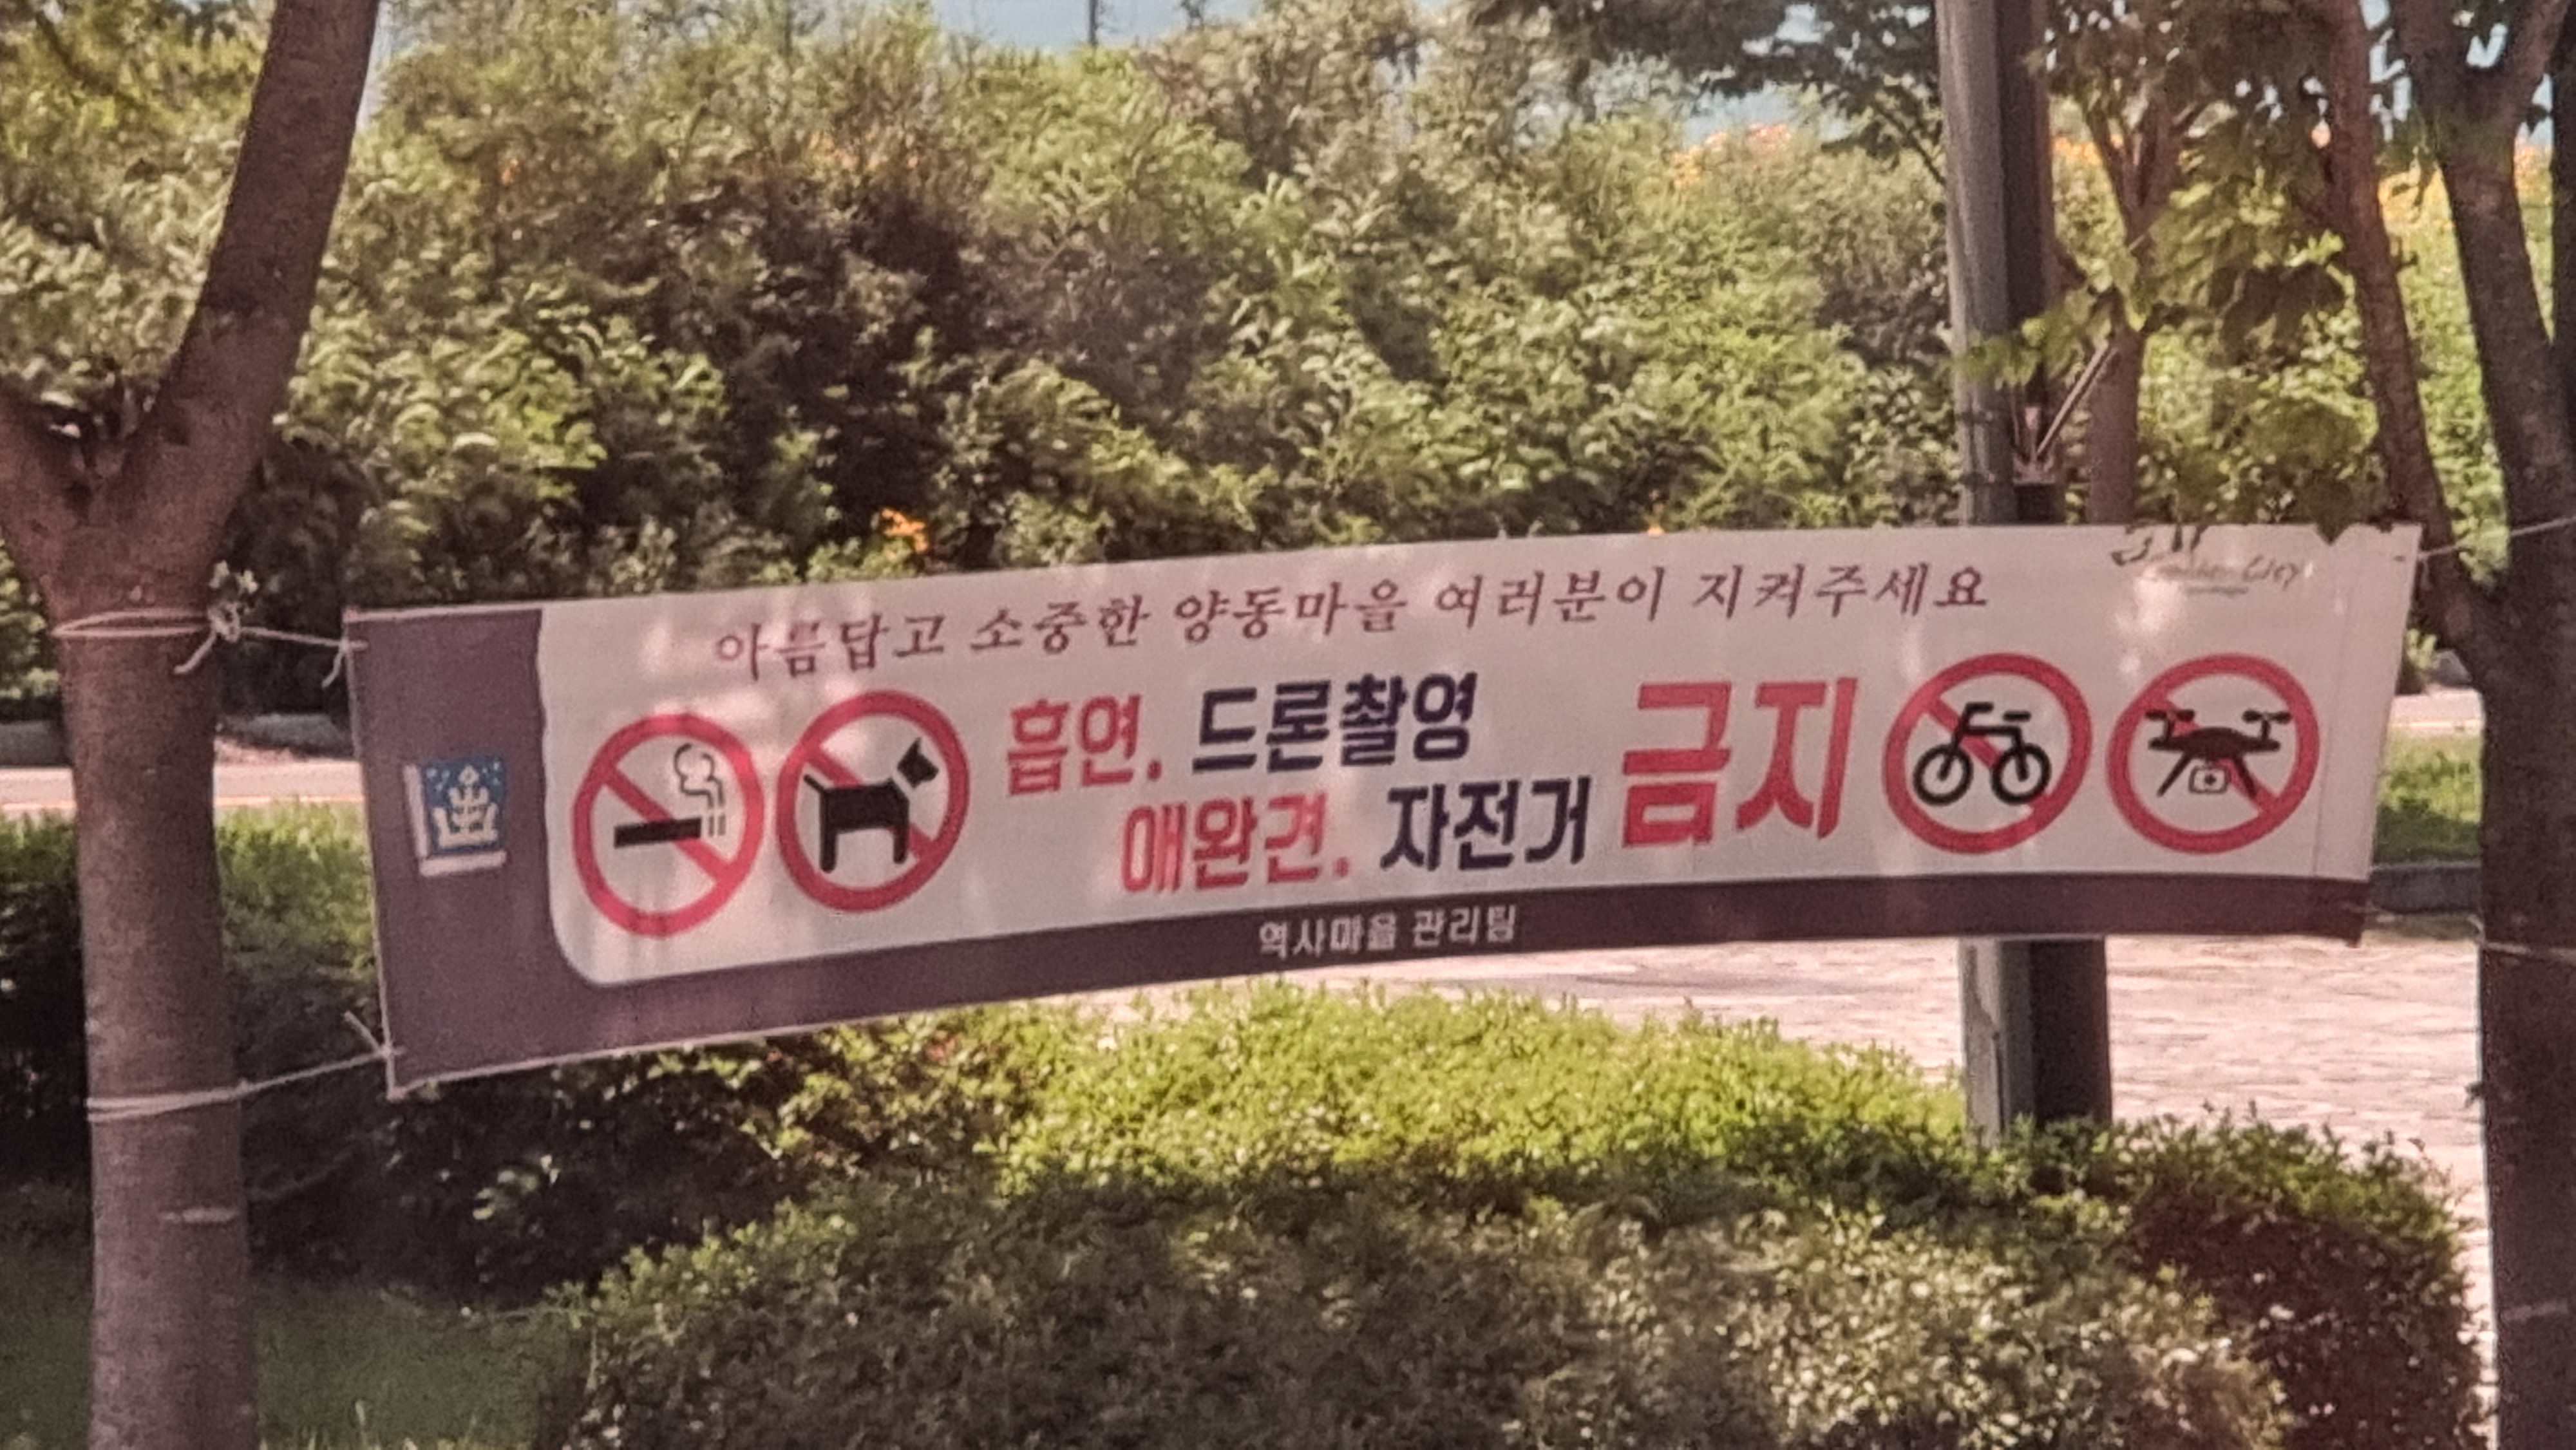 아름답고 소중한 양동마을 여러분이 지켜주세요
흡연. 드론촬영
애완견. 자전거
금지
역사마을 관리팀